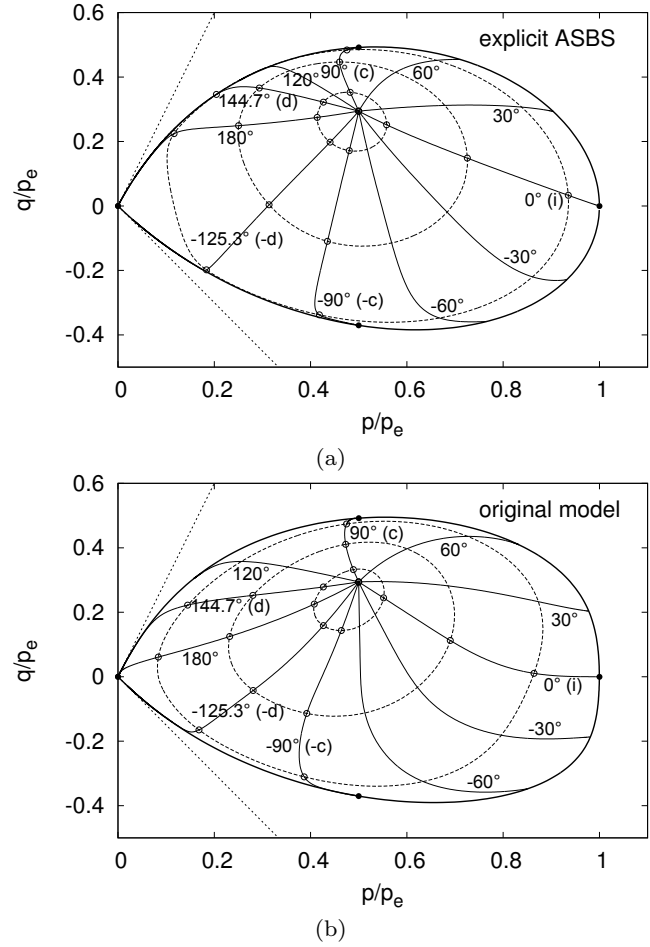 explicit ASBS
0.6
0.4
0.2
0
-0.2
-0.4
q/pe
90° (c)
60°
120°
144.7° (d)
30°
180°
0° (i)
-125.3° (-d)
-30°
-90° (-c)
-60°
0 0.2 0.4 0.6 0.8 1
p/pe
(a)
original model
0.6
0.4
0.2
0
-0.2
-0.4
q/pe
90° (c)
60°
120°
144.7° (d)
30°
180°
0° (i)
-125.3° (-d)
-30°
-90° (-c)
-60°
0 0.2 0.4 0.6 0.8 1
p/pe
(b)